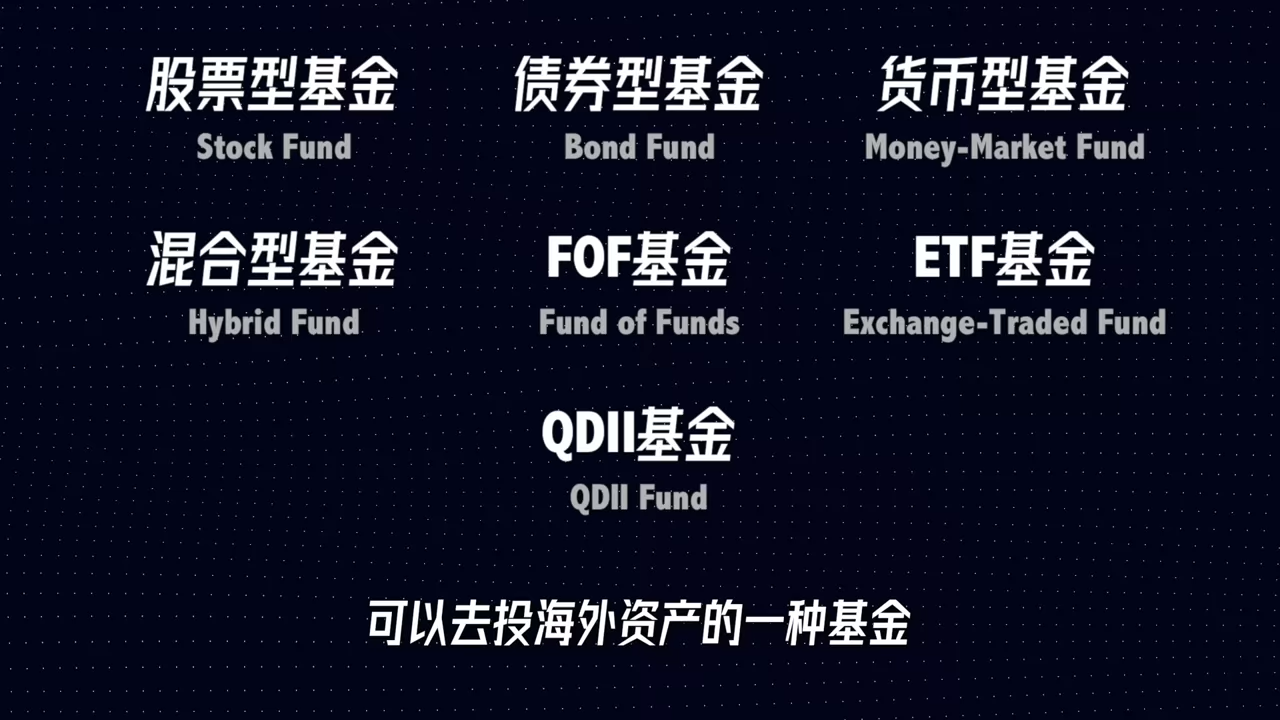 股票型基金 债券型基金 货币型基金
Stock Fund Bond Fund Money-Market Fund
混合型基金 FOF基金 ETF基金
Hybrid Fund Fund of Funds Exchange-Traded Fund
QDII基金
QDII Fund
可以去投海外资产的一种基金